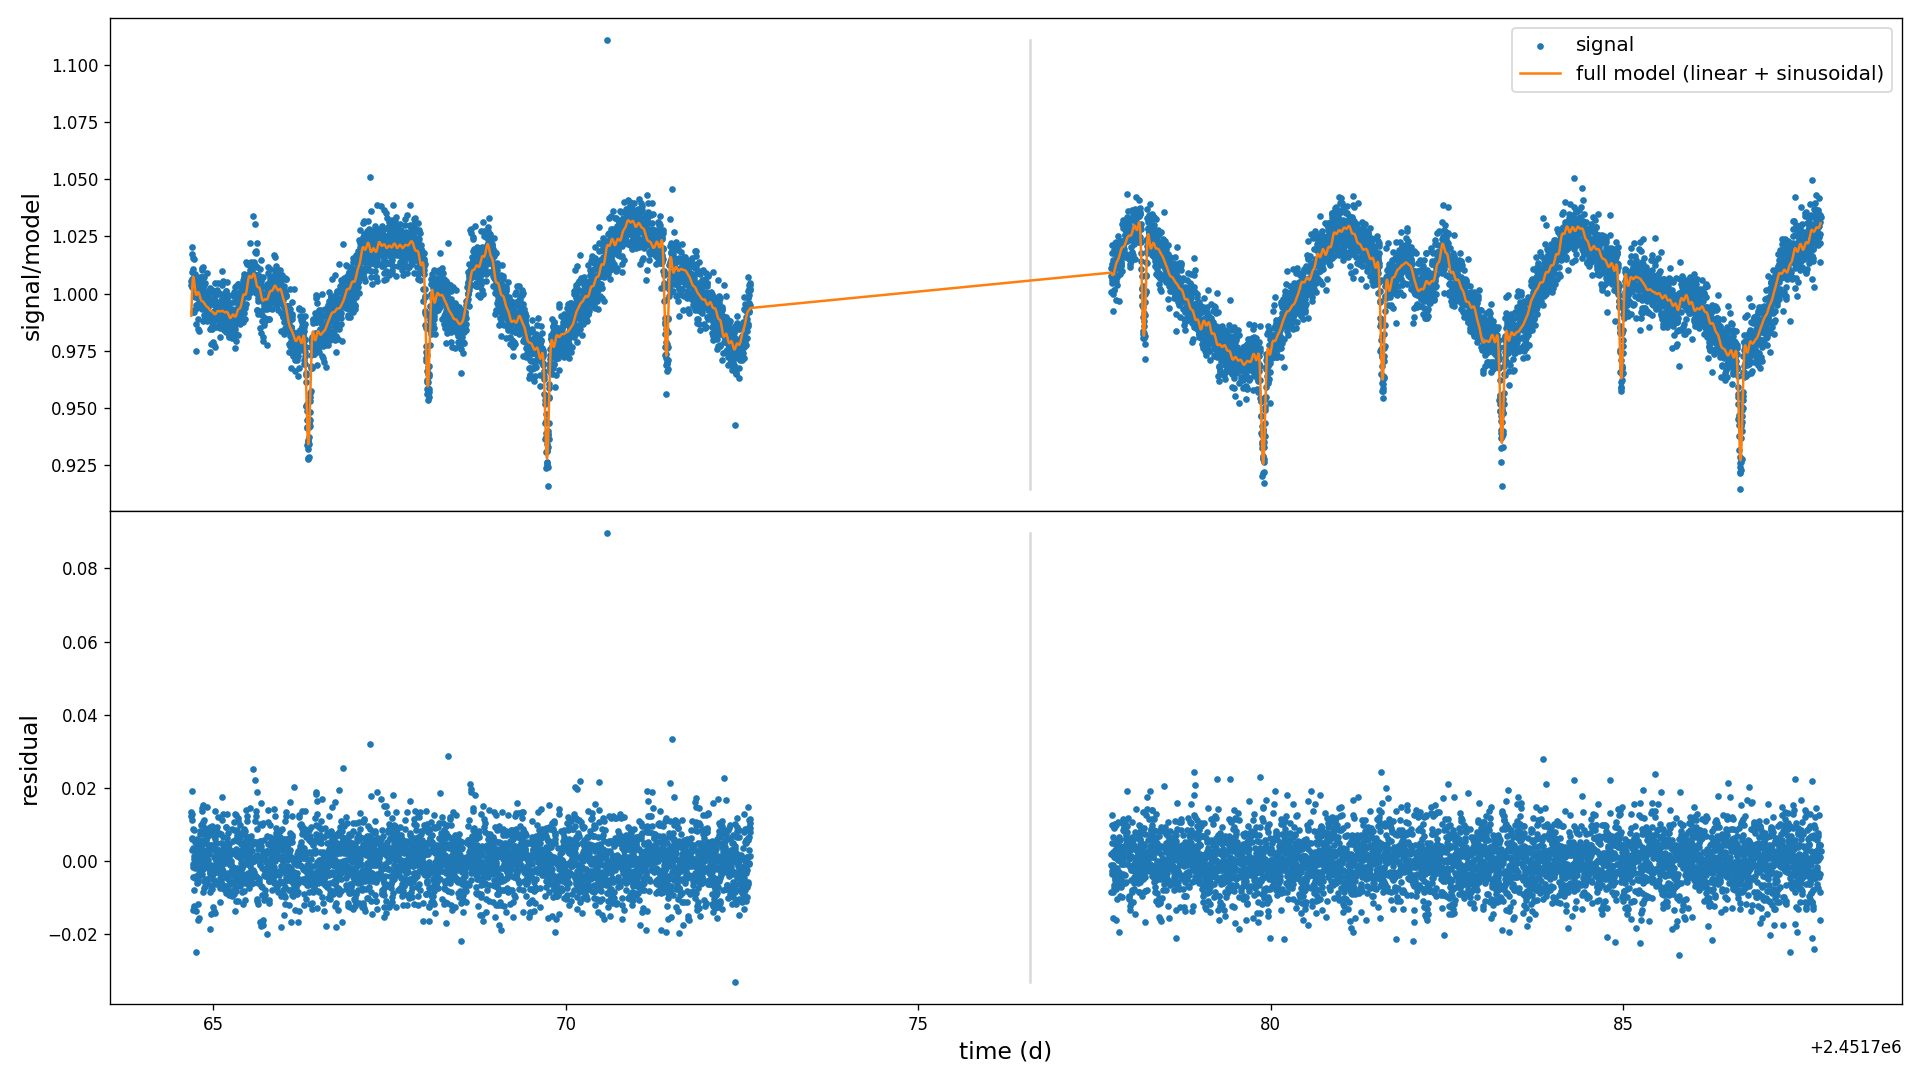 signal/model
1.100
1.075
1.050
1.025
1.000
0.975
0.950
0.925
signal
full model (linear + sinusoidal)
residual
0.08
0.06
0.04
0.02
0.00
−0.02
65 70 75 80 85
time (d)
+2.4517e6